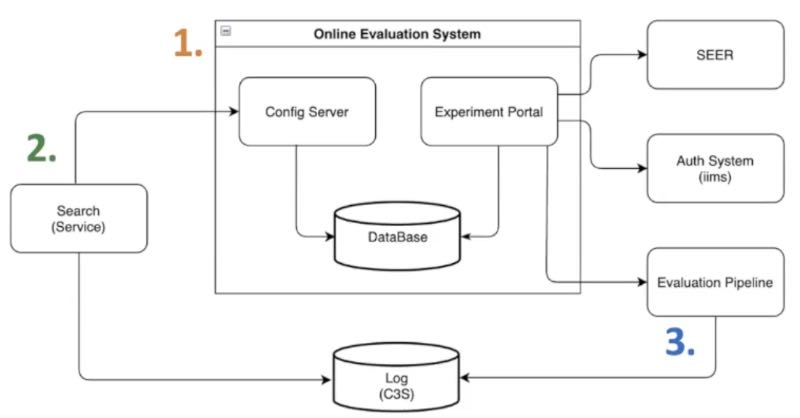 1.
Online Evaluation System
SEER
Config Server
Experiment Portal
2.
Auth System
(iims)
Search
(Service)
DataBase
Evaluation Pipeline
3.
Log
(C3S)